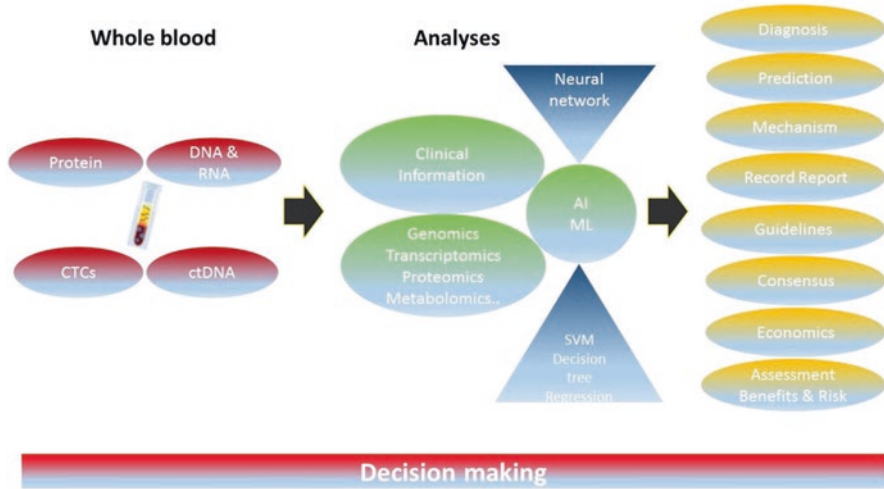 Whole blood
Protein
DNA &
RNA
CTCs
ctDNA
Analyses
Clinical
Information
Genomics
Transcriptomics
Proteomics
Metabolomics..
Neural
network
AI
ML
SVM
Decision
tree
Regression
Diagnosis
Prediction
Mechanism
Record Report
Guidelines
Consensus
Economics
Assessment
Benefits & Risk
Decision making